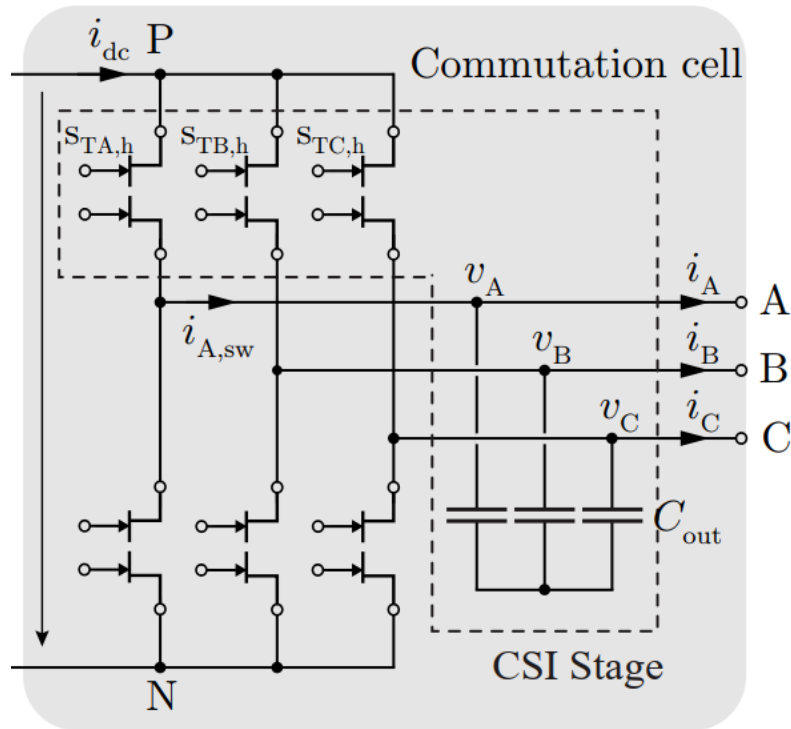 i_dc P
Commutation cell
s_TA,h s_TB,h s_TC,h
v_A i_A A
i_A,sw
v_B i_B B
v_C i_C C
C_out
CSI Stage
N